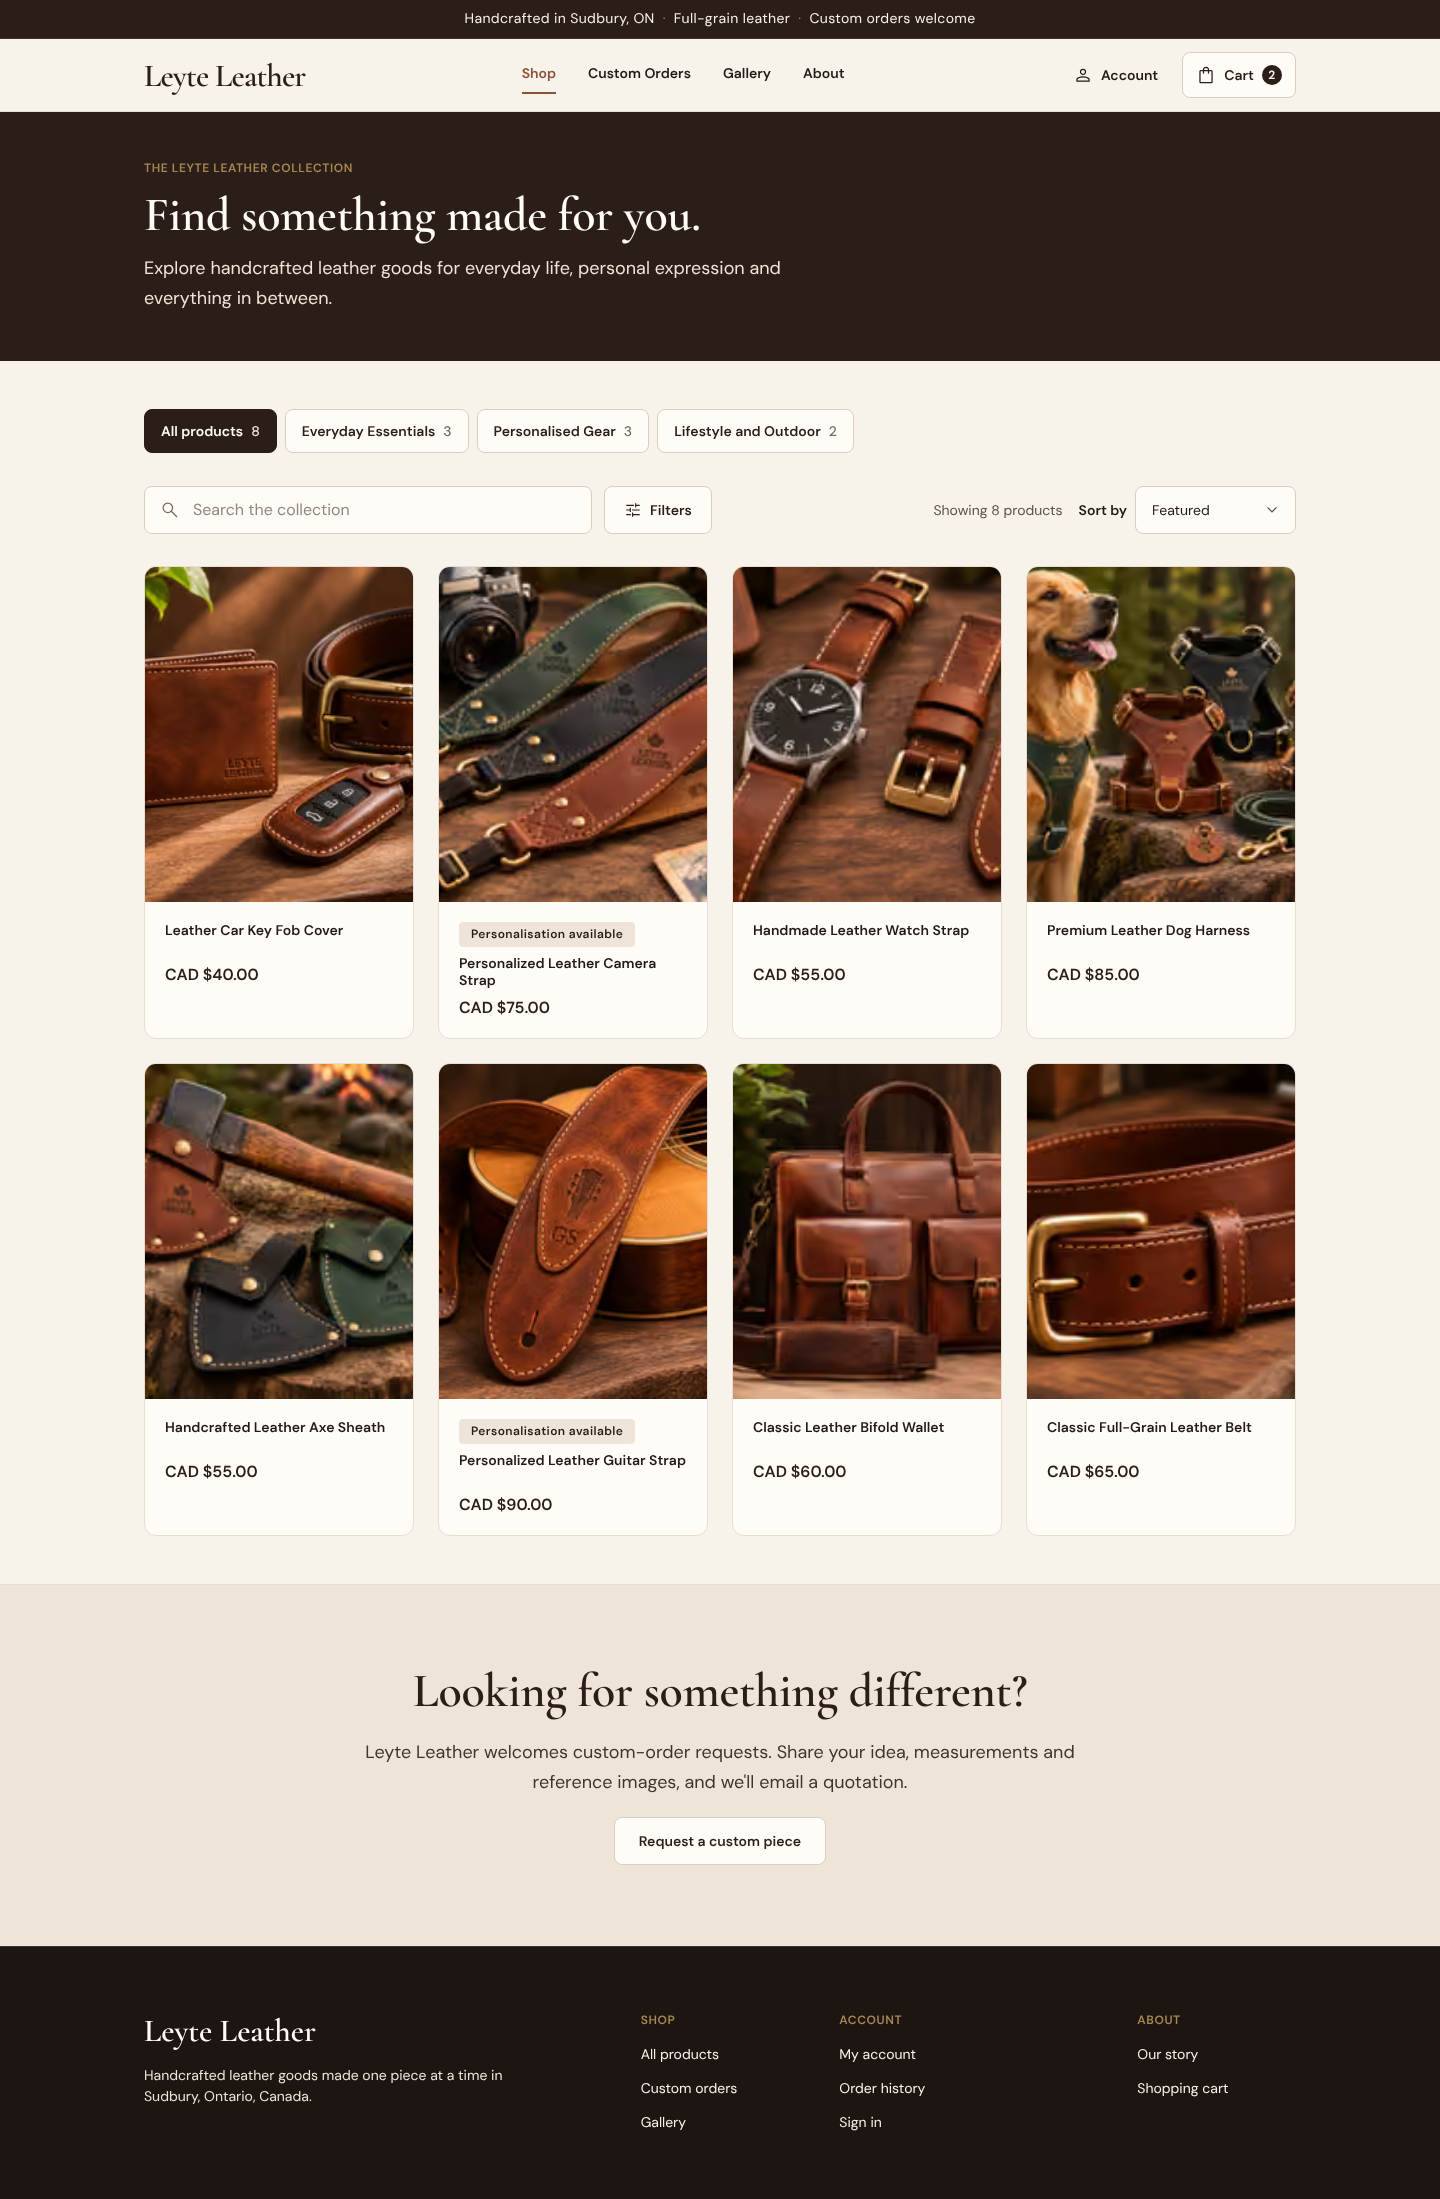 Handcrafted in Sudbury, ON · Full-grain leather · Custom orders welcome
Leyte Leather
Shop
Custom Orders
Gallery
About
Account
Cart 2
THE LEYTE LEATHER COLLECTION
Find something made for you.
Explore handcrafted leather goods for everyday life, personal expression and
everything in between.
All products 8
Everyday Essentials 3
Personalised Gear 3
Lifestyle and Outdoor 2
Search the collection
Filters
Showing 8 products
Sort by
Featured
LEYTE
LEATHER
12
GS
Leather Car Key Fob Cover
CAD $40.00
Personalisation available
Personalized Leather Camera
Strap
CAD $75.00
Handmade Leather Watch Strap
CAD $55.00
Premium Leather Dog Harness
CAD $85.00
Handcrafted Leather Axe Sheath
CAD $55.00
Personalisation available
Personalized Leather Guitar Strap
CAD $90.00
Classic Leather Bifold Wallet
CAD $60.00
Classic Full-Grain Leather Belt
CAD $65.00
Looking for something different?
Leyte Leather welcomes custom-order requests. Share your idea, measurements and
reference images, and we'll email a quotation.
Request a custom piece
Leyte Leather
Handcrafted leather goods made one piece at a time in
Sudbury, Ontario, Canada.
SHOP
All products
Custom orders
Gallery
ACCOUNT
My account
Order history
Sign in
ABOUT
Our story
Shopping cart